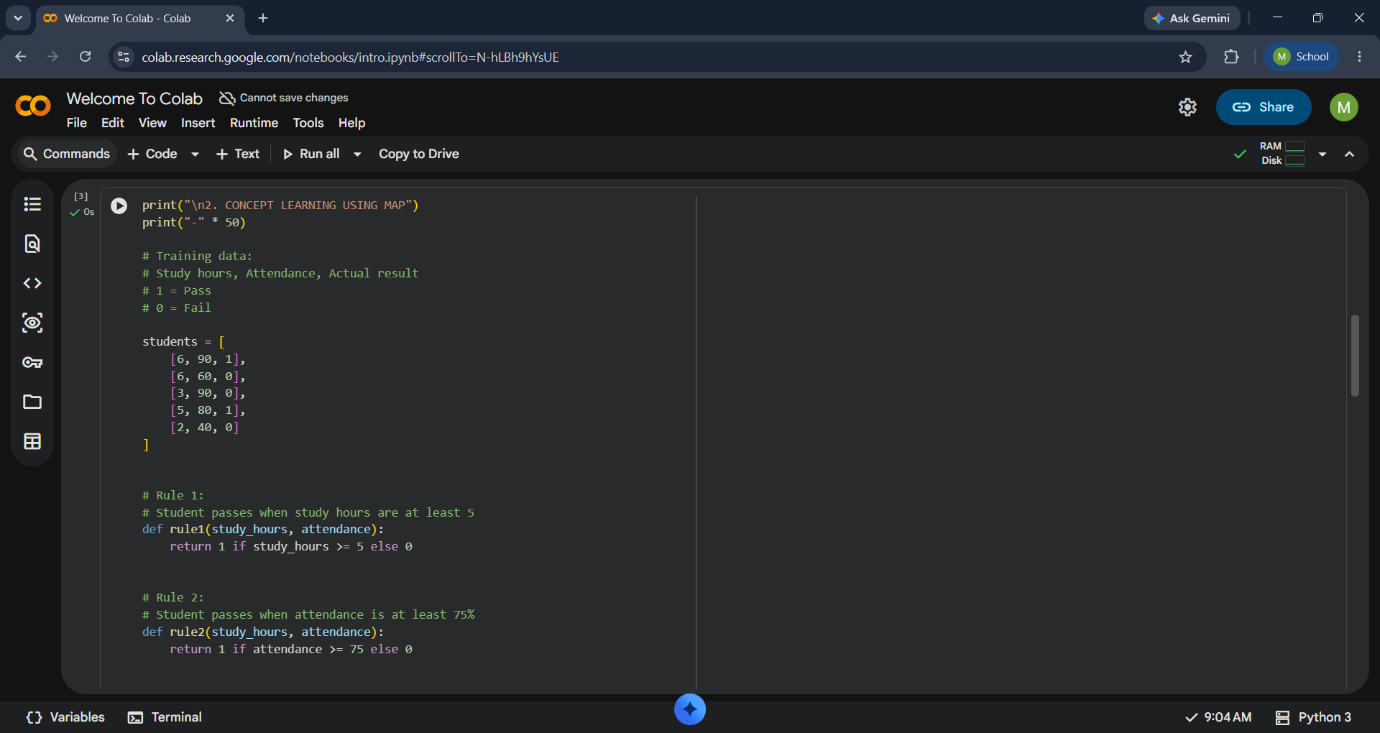 Welcome To Colab - Colab
Ask Gemini
colab.research.google.com/notebooks/intro.ipynb#scrollTo=N-hLBh9hYsUE
M School
Welcome To Colab Cannot save changes
File Edit View Insert Runtime Tools Help
Share
M
Commands + Code + Text Run all Copy to Drive
RAM
Disk
[3]
0s
print("\n2. CONCEPT LEARNING USING MAP")
print("-" * 50)
# Training data:
# Study hours, Attendance, Actual result
# 1 = Pass
# 0 = Fail
students = [
[6, 90, 1],
[6, 60, 0],
[3, 90, 0],
[5, 80, 1],
[2, 40, 0]
]
# Rule 1:
# Student passes when study hours are at least 5
def rule1(study_hours, attendance):
return 1 if study_hours >= 5 else 0
# Rule 2:
# Student passes when attendance is at least 75%
def rule2(study_hours, attendance):
return 1 if attendance >= 75 else 0
{} Variables Terminal
9:04 AM Python 3